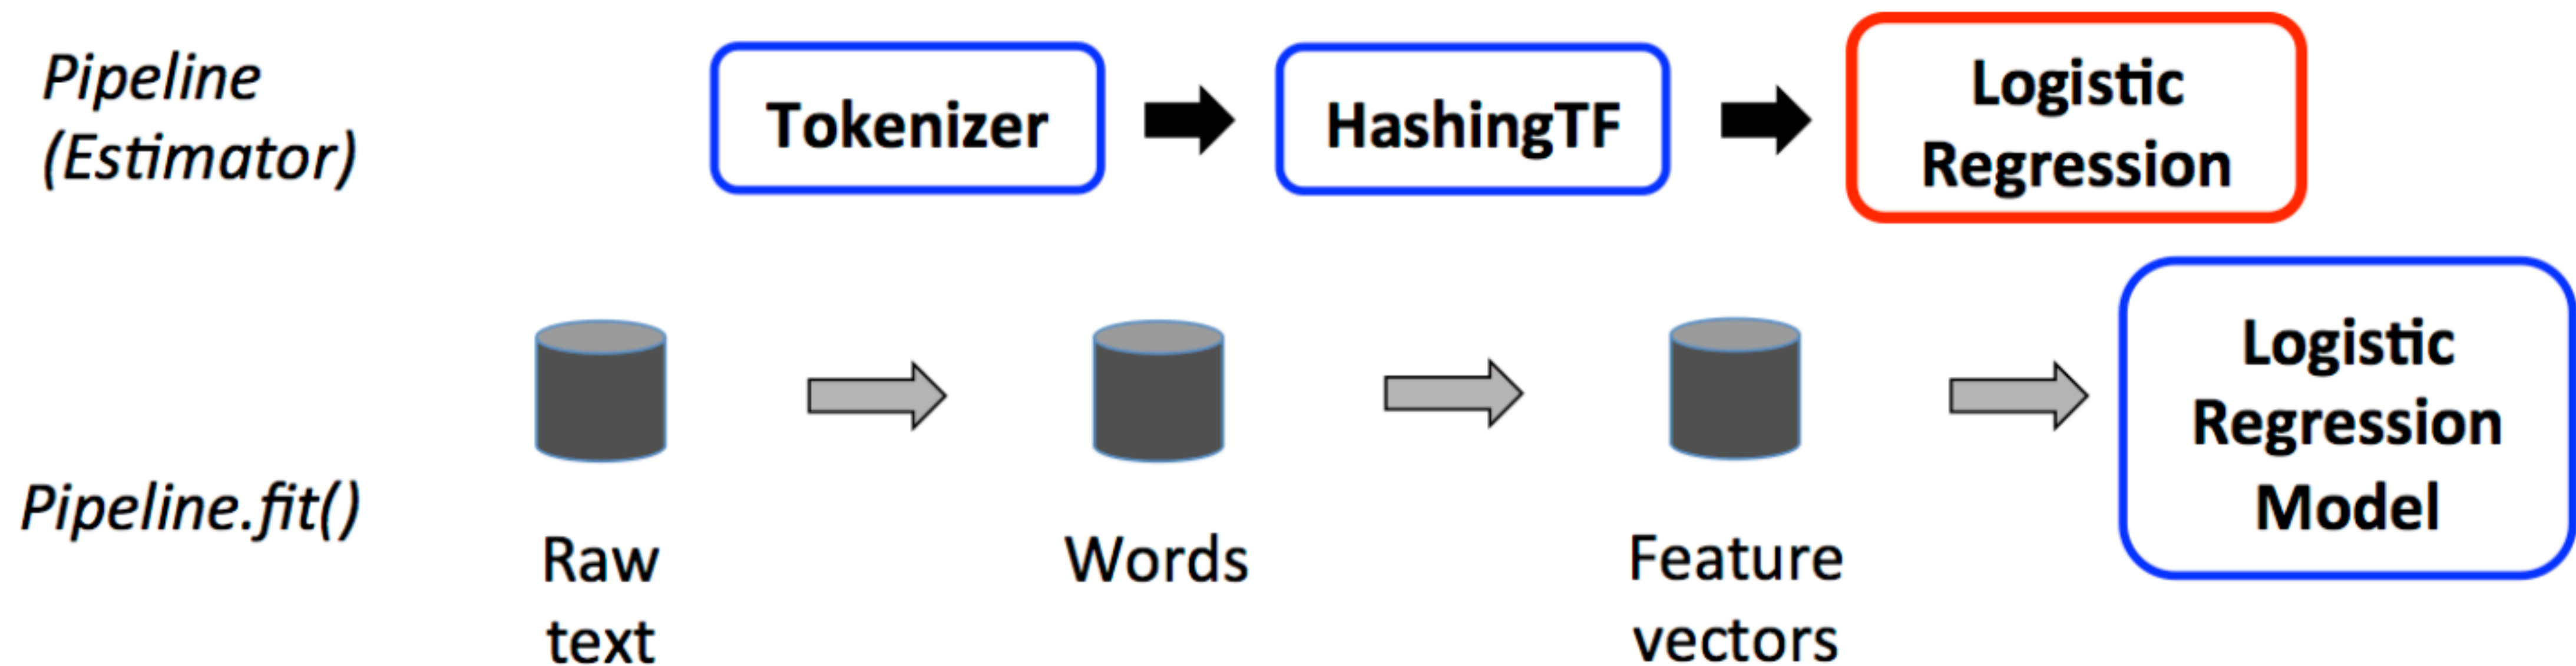 Pipeline
(Estimator)
Tokenizer
HashingTF
Logistic
Regression
Pipeline.fit()
Raw
text
Words
Feature
vectors
Logistic
Regression
Model